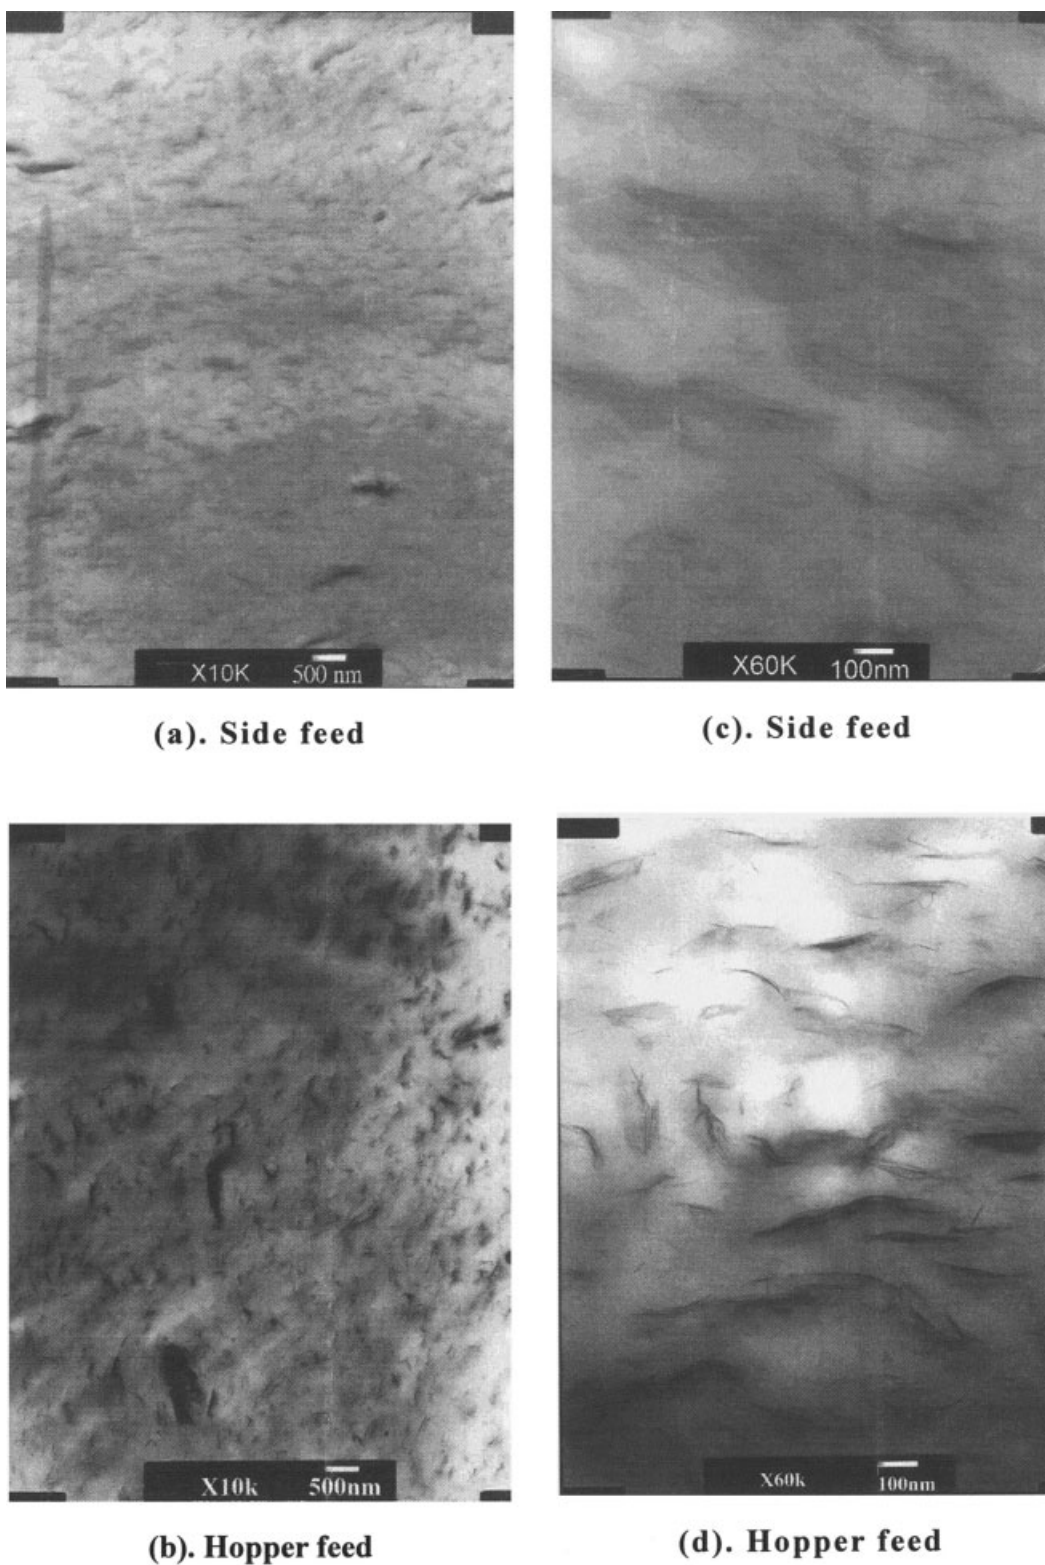 X10K 500 nm
(a). Side feed
X60K 100nm
(c). Side feed
X10k 500nm
(b). Hopper feed
X60k 100nm
(d). Hopper feed